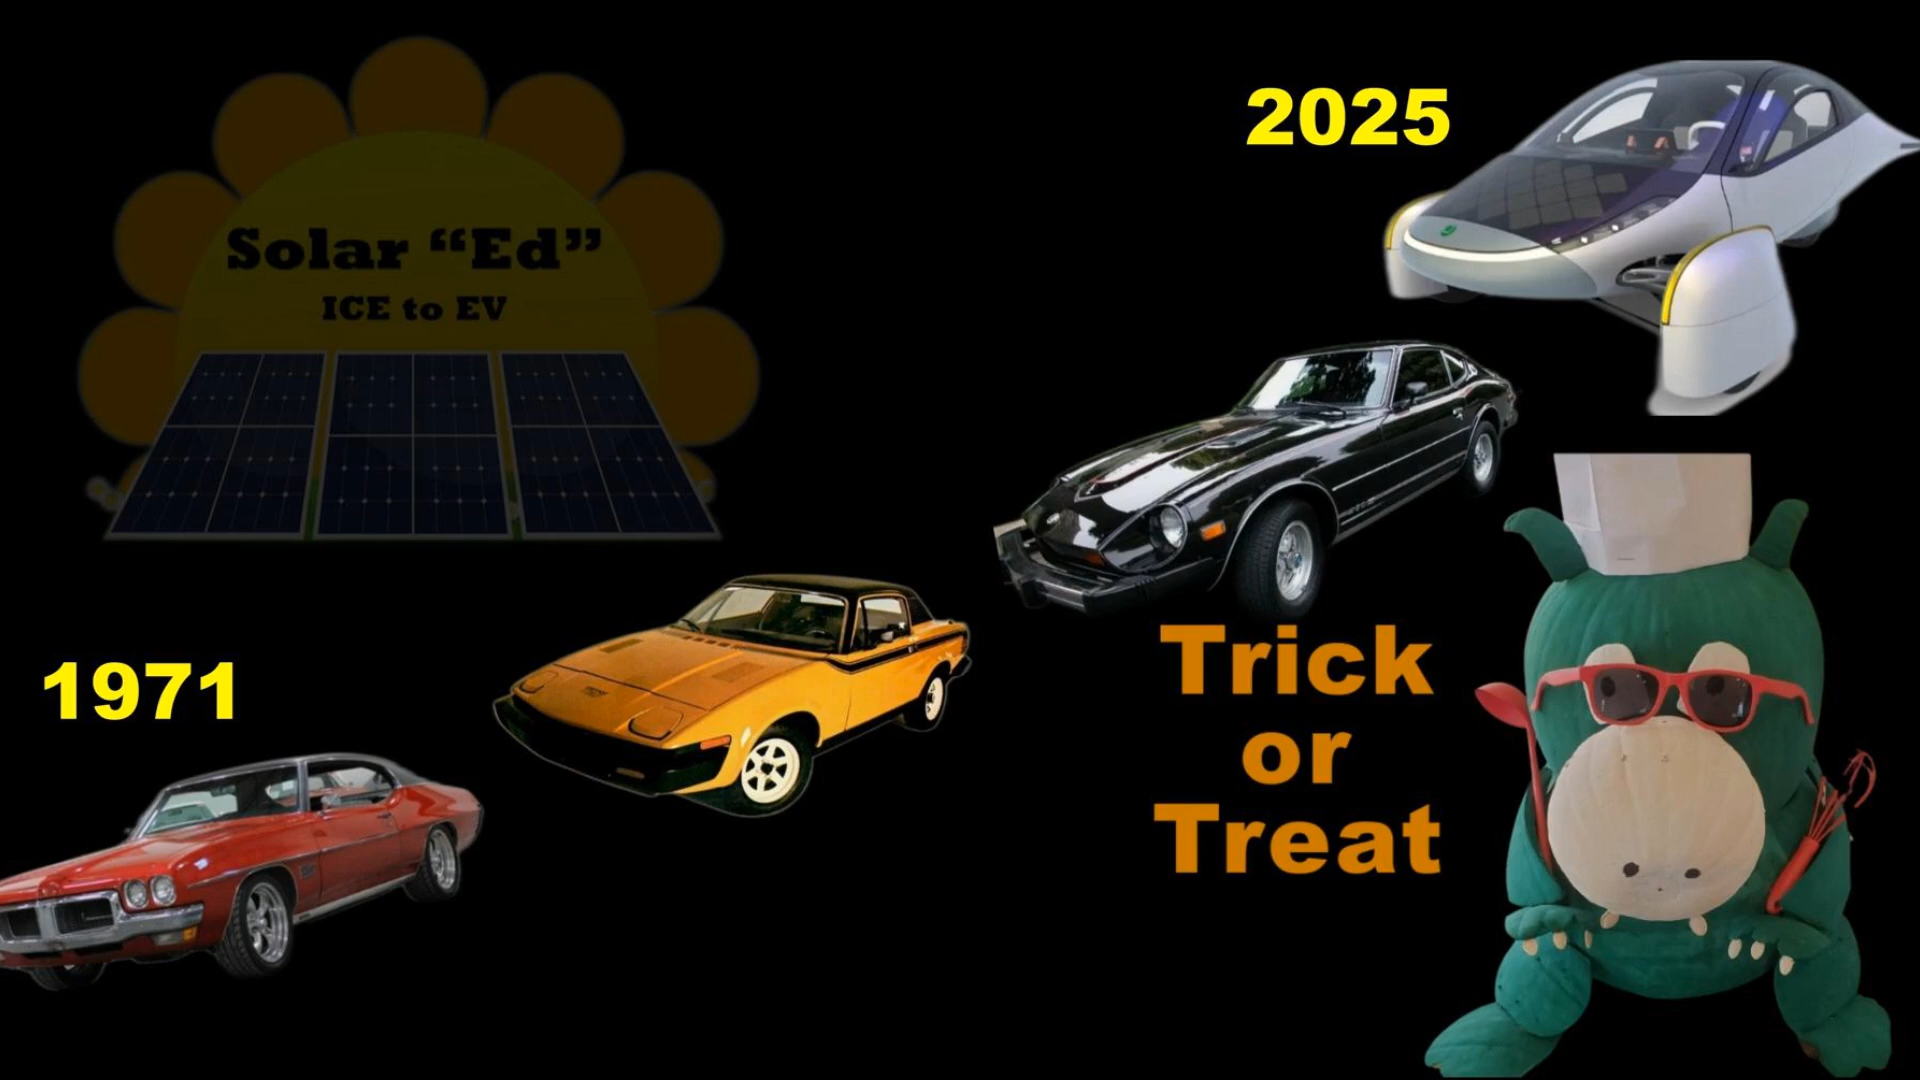 Solar “Ed”
ICE to EV
2025
1971
Trick
or
Treat